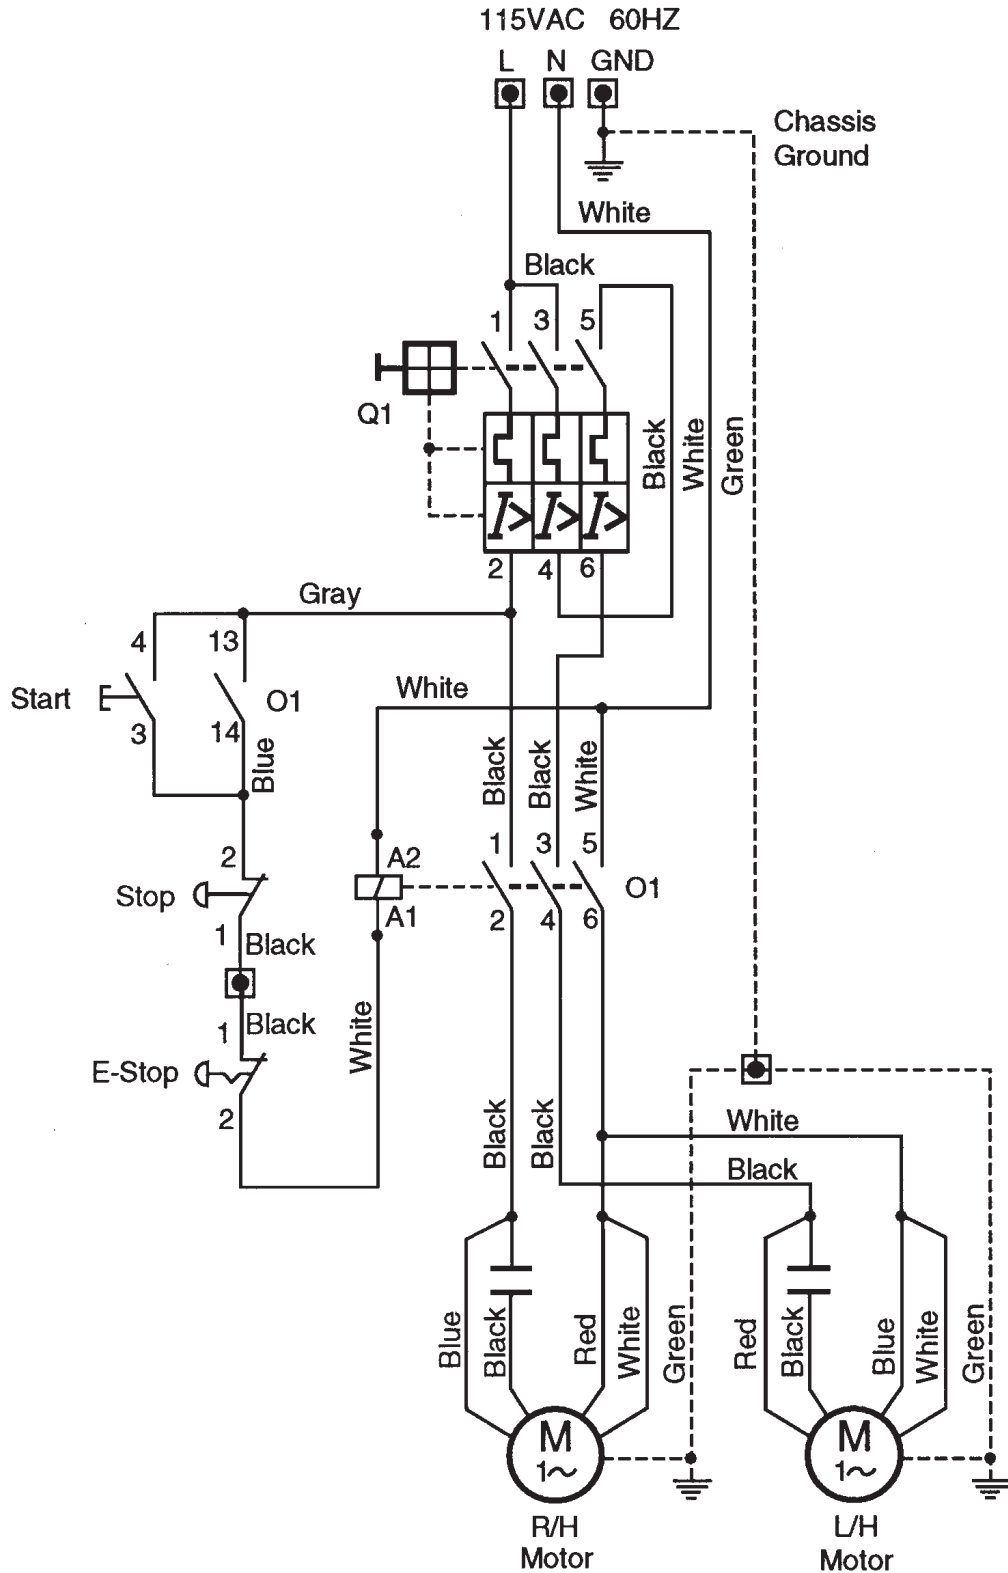 115VAC 60HZ
L N GND
Chassis
Ground
White
Black
1 3 5
Q1
Black
White
Green
2 4 6
Gray
4 13
Start
O1
3 14
Blue
White
Black
Black
White
2
Stop
1
Black
A2
A1
1 3 5
O1
2 4 6
1
Black
E-Stop
2
White
Black
Black
White
Black
Blue
Black
Red
White
Green
Red
Black
Blue
White
Green
M
1~
M
1~
R/H
Motor
L/H
Motor